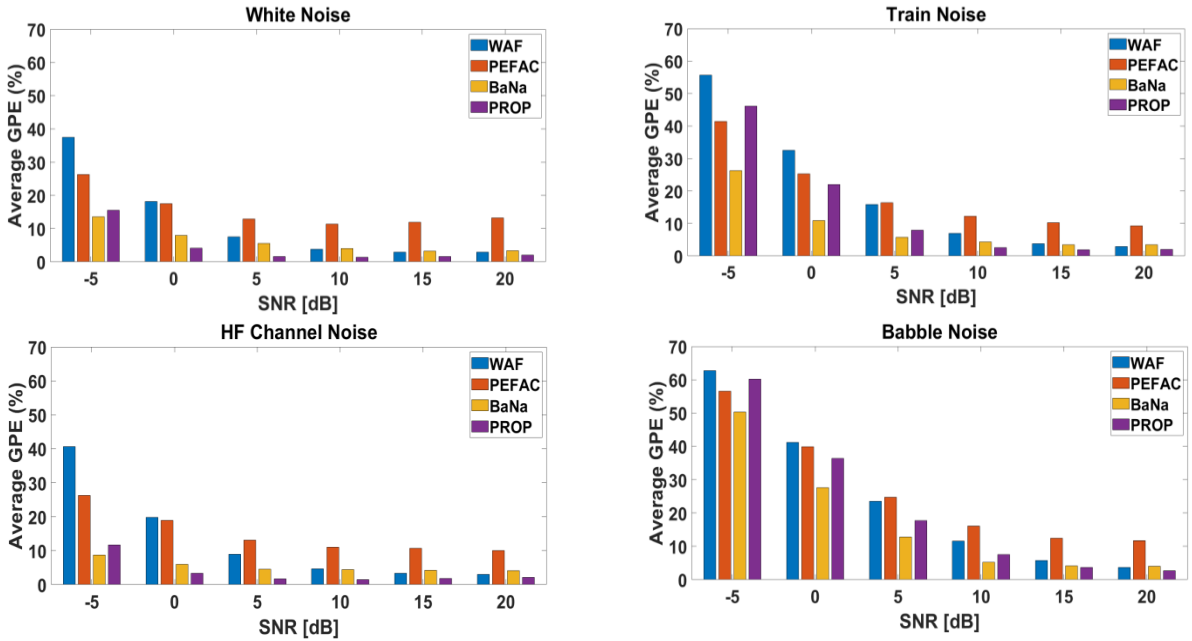 White Noise
Average GPE (%)
70
60
50
40
30
20
10
0
WAF
PEFAC
BaNa
PROP
-5 0 5 10 15 20
SNR [dB]
Train Noise
Average GPE (%)
70
60
50
40
30
20
10
0
WAF
PEFAC
BaNa
PROP
-5 0 5 10 15 20
SNR [dB]
HF Channel Noise
Average GPE (%)
70
60
50
40
30
20
10
0
WAF
PEFAC
BaNa
PROP
-5 0 5 10 15 20
SNR [dB]
Babble Noise
Average GPE (%)
70
60
50
40
30
20
10
0
WAF
PEFAC
BaNa
PROP
-5 0 5 10 15 20
SNR [dB]